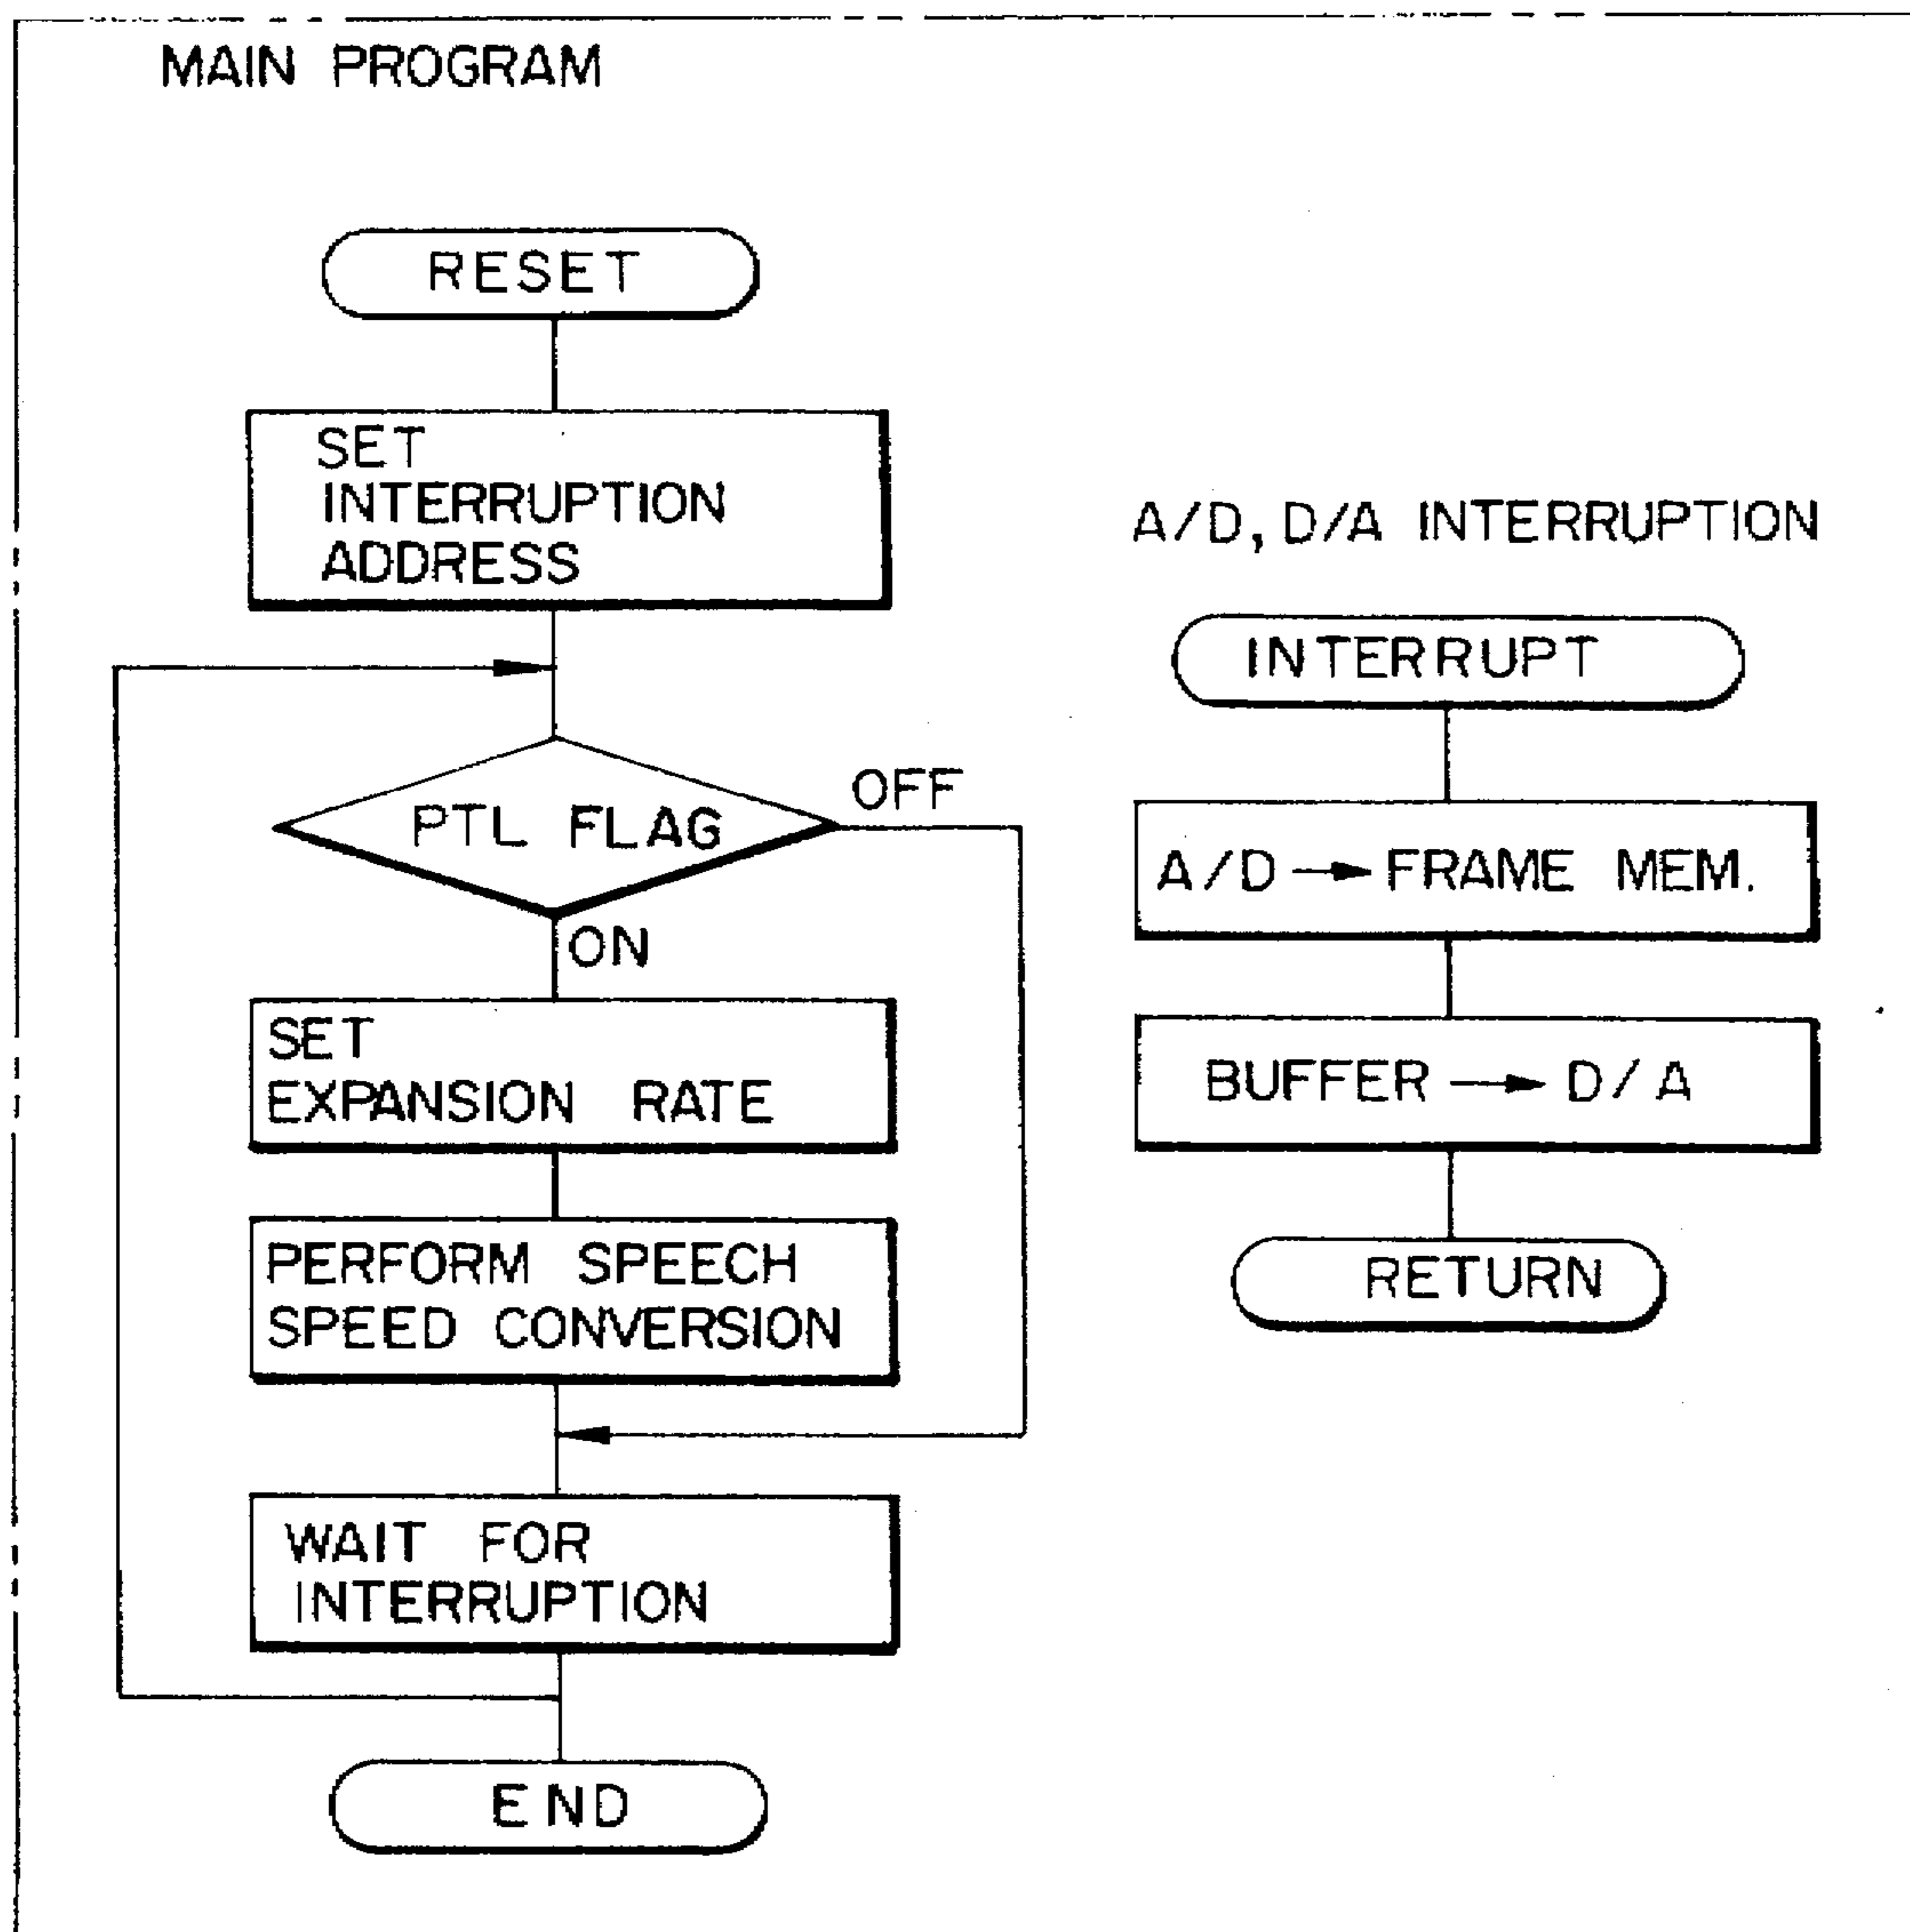 MAIN PROGRAM
RESET
SET
INTERRUPTION
ADDRESS
PTL FLAG
OFF
ON
SET
EXPANSION RATE
PERFORM SPEECH
SPEED CONVERSION
WAIT FOR
INTERRUPTION
END
A/D, D/A INTERRUPTION
INTERRUPT
A/D → FRAME MEM.
BUFFER → D/A
RETURN